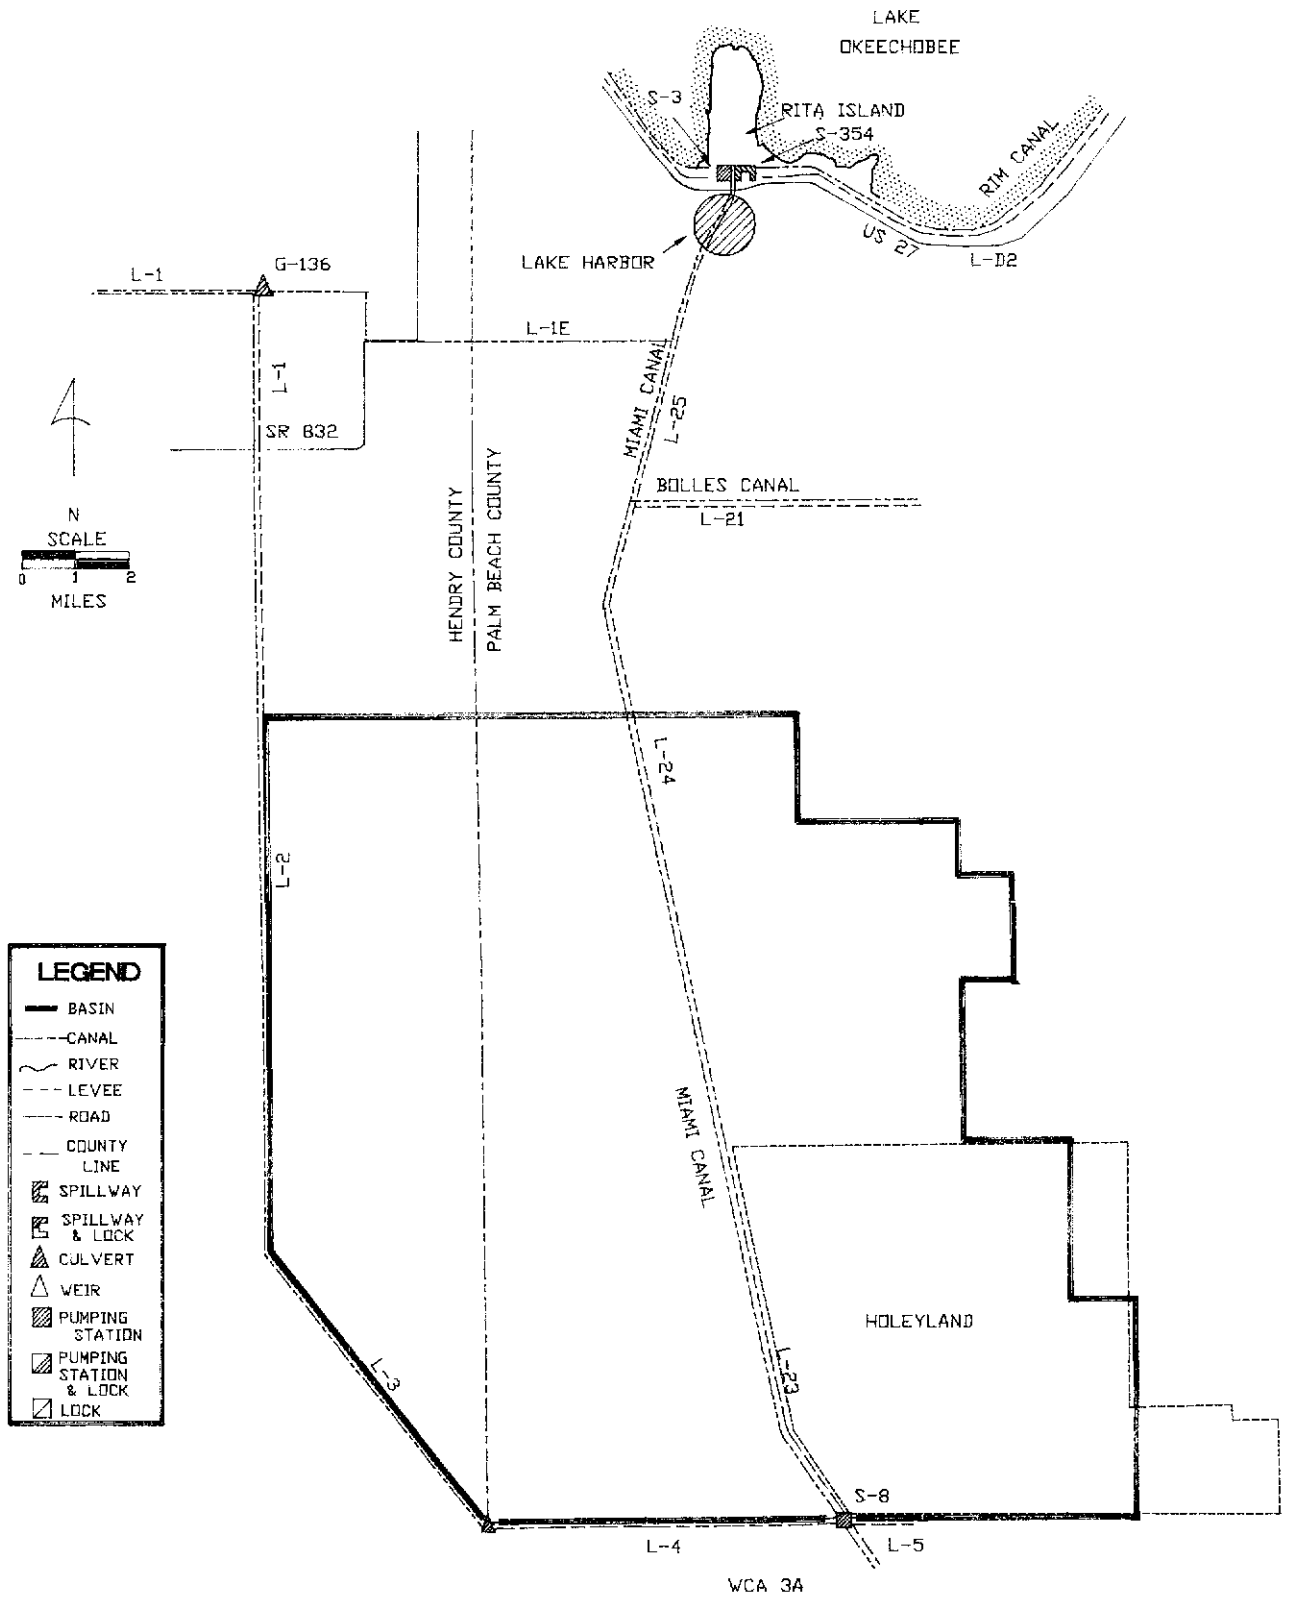 LAKE
OKEECHOBEE
S-3
RITA ISLAND
S-354
RIM CANAL
US 27
L-D2
LAKE HARBOR
L-1
G-136
L-1E
L-1
MIAMI CANAL
L-25
SR 832
BOLLES CANAL
L-21
N
SCALE
0 1 2
MILES
HENDRY COUNTY
PALM BEACH COUNTY
L-24
L-2
LEGEND
BASIN
CANAL
RIVER
LEVEE
ROAD
COUNTY
LINE
SPILLWAY
SPILLWAY
& LOCK
CULVERT
WEIR
PUMPING
STATION
PUMPING
STATION
& LOCK
LOCK
MIAMI CANAL
HOLEYLAND
L-3
L-23
S-8
L-4
L-5
WCA 3A